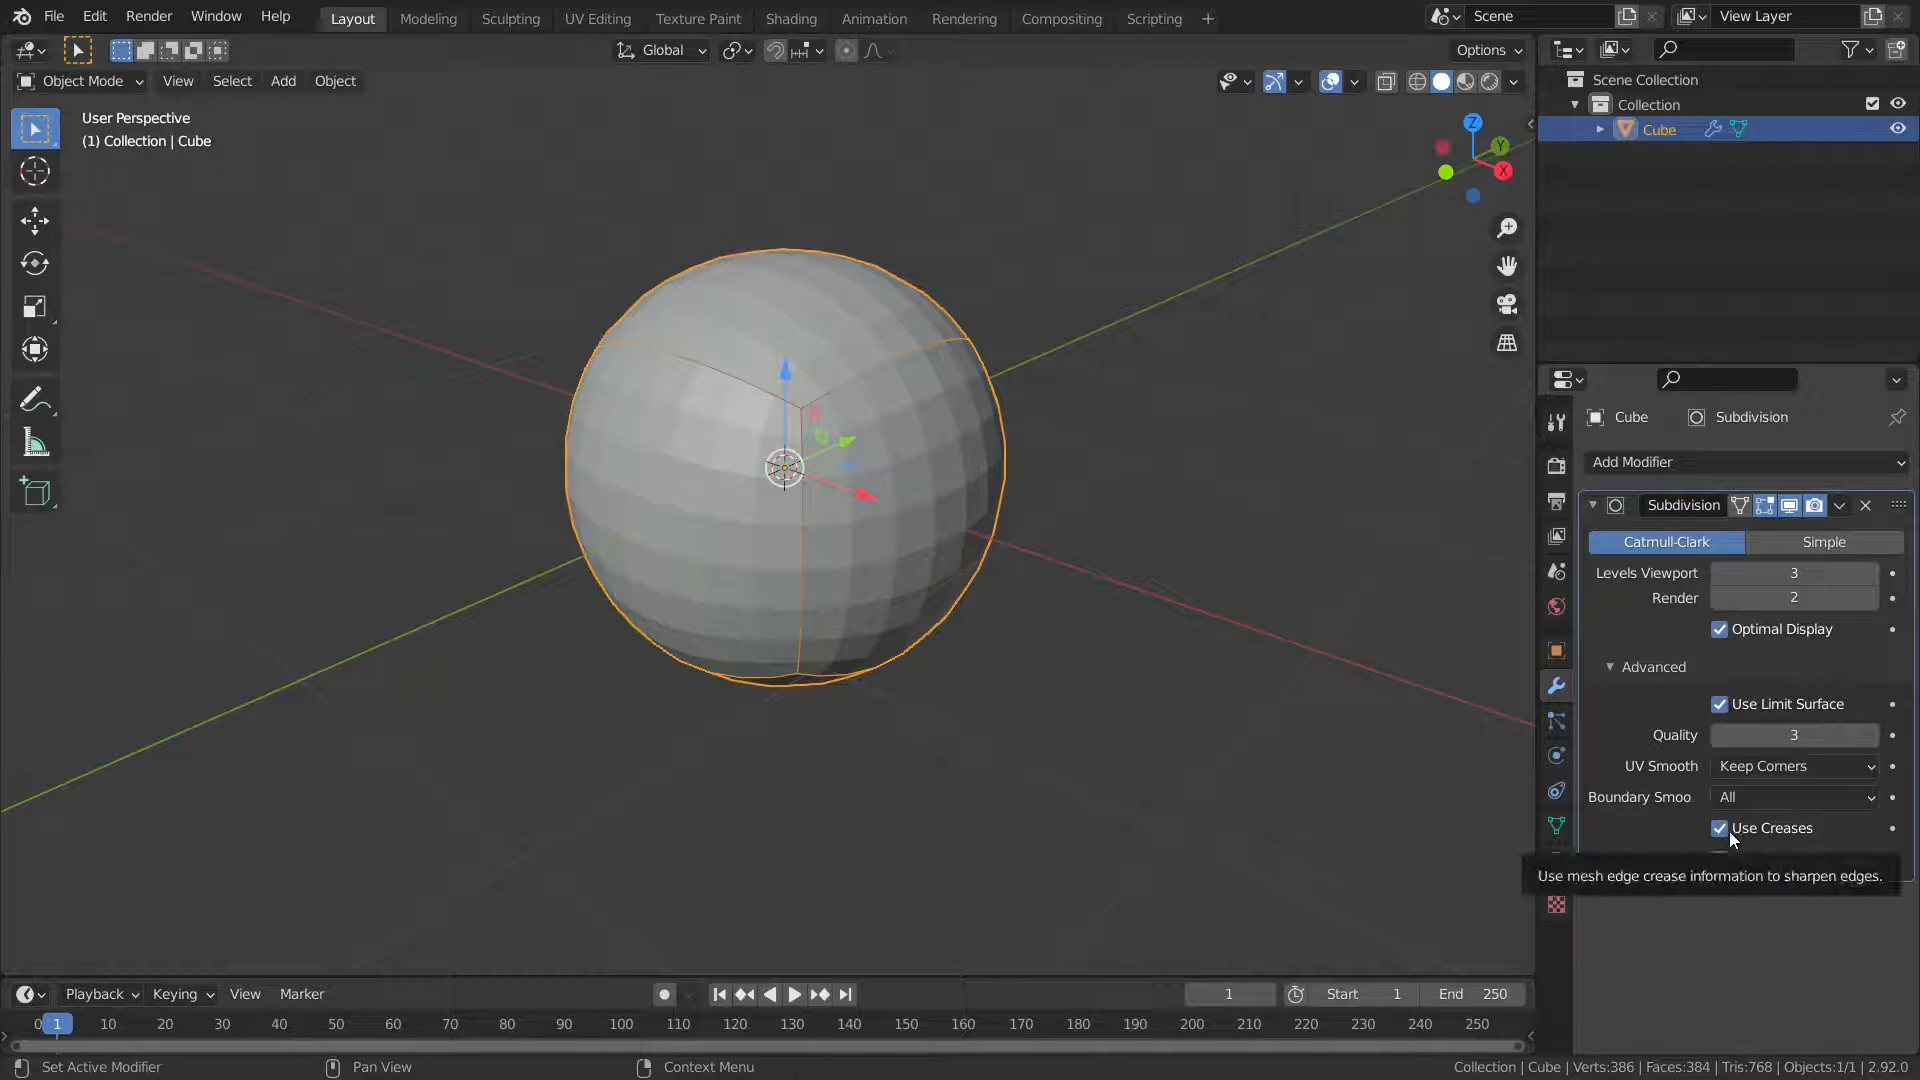 File Edit Render Window Help Layout Modeling Sculpting UV Editing Texture Paint Shading Animation Rendering Compositing Scripting + Scene View Layer
Global Options
Object Mode View Select Add Object
User Perspective
(1) Collection | Cube
Z
Y
X
Scene Collection
Collection
Cube
Cube Subdivision
Add Modifier
Subdivision
Catmull-Clark Simple
Levels Viewport 3
Render 2
Optimal Display
Advanced
Use Limit Surface
Quality 3
UV Smooth Keep Corners
Boundary Smoo All
Use Creases
Use mesh edge crease information to sharpen edges.
Playback Keying View Marker 1 Start 1 End 250
0 1 10 20 30 40 50 60 70 80 90 100 110 120 130 140 150 160 170 180 190 200 210 220 230 240 250
Set Active Modifier Pan View Context Menu Collection | Cube | Verts:386 | Faces:384 | Tris:768 | Objects:1/1 | 2.92.0